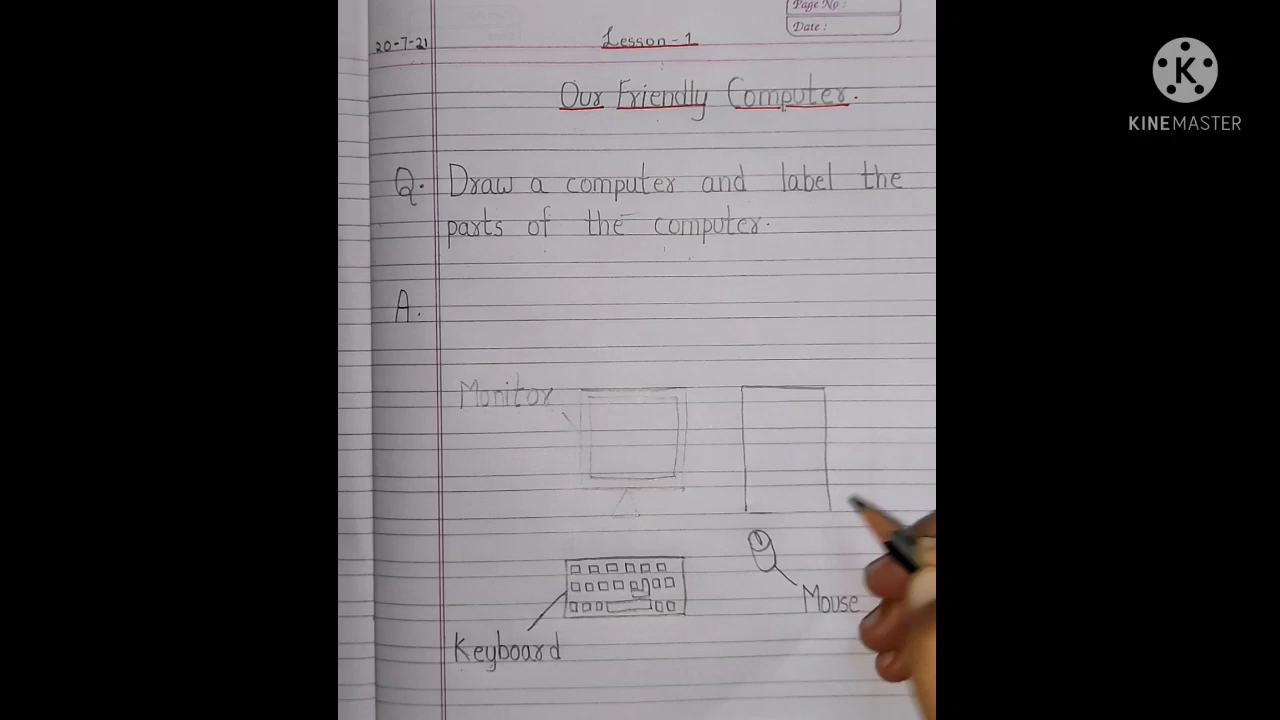 Page No :
Date :
20-7-21
Lesson - 1
Our Friendly Computer.
Q. Draw a computer and label the
parts of the computer.
A.
Monitor
Mouse
Keyboard
K
KINEMASTER